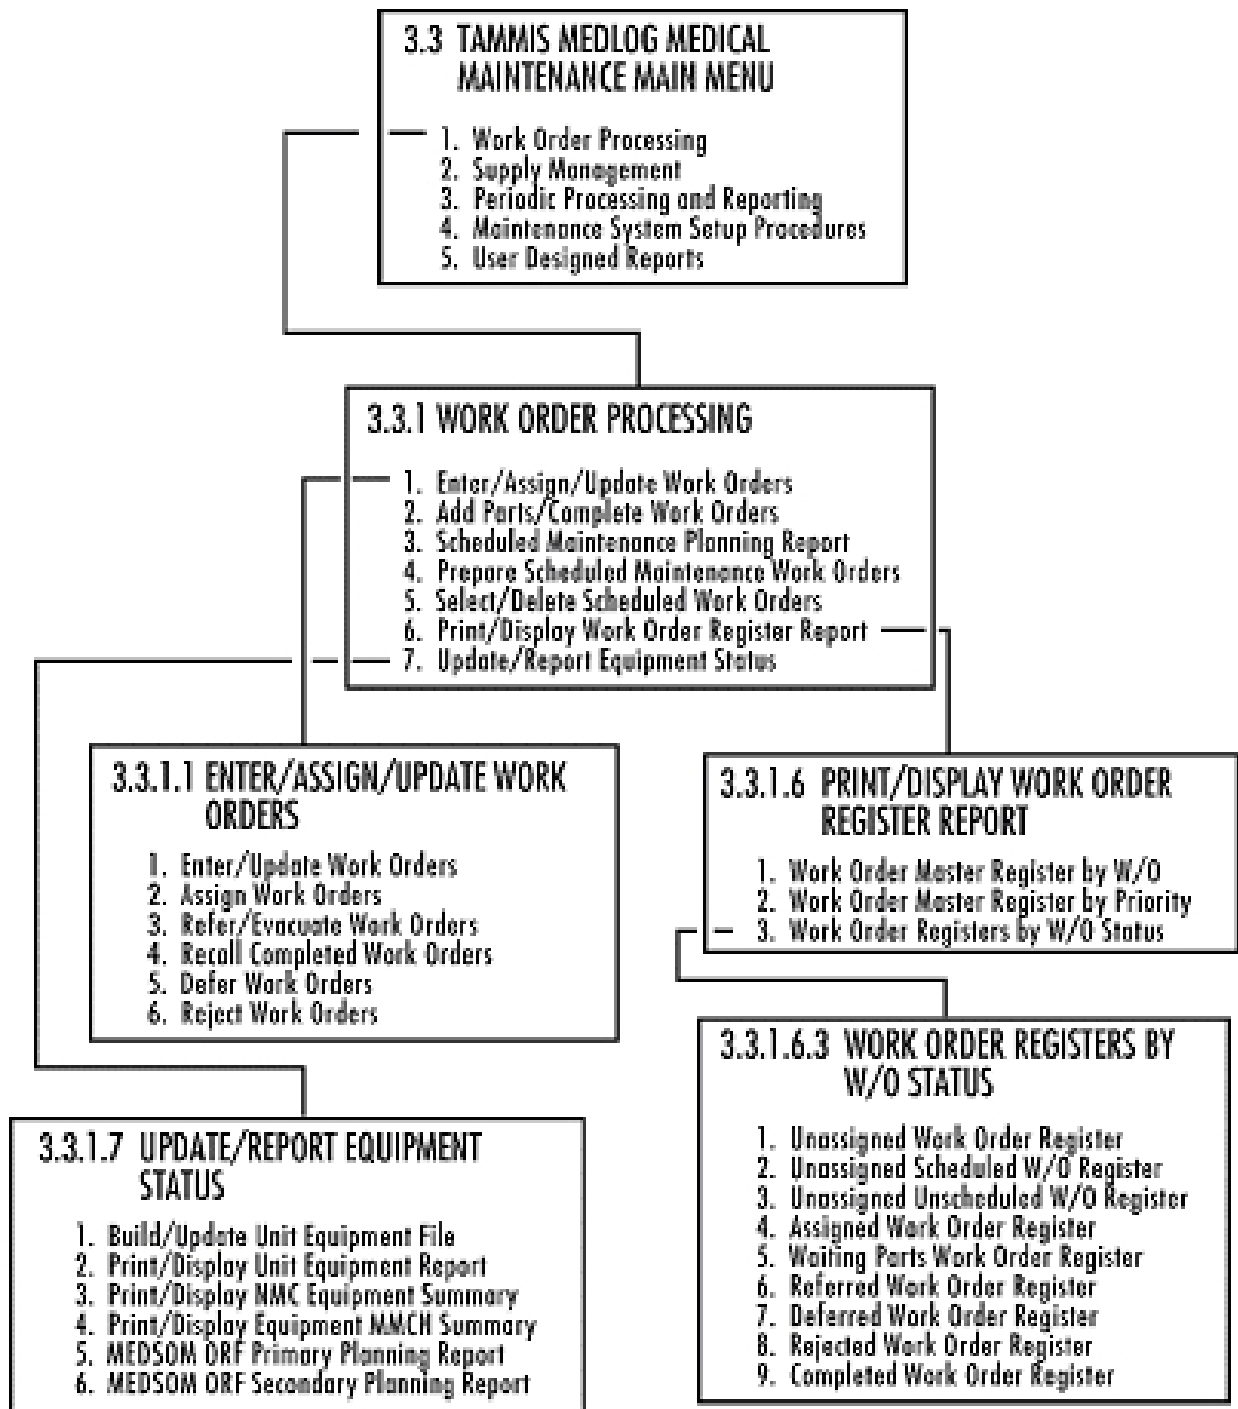 3.3 TAMMIS MEDLOG MEDICAL
MAINTENANCE MAIN MENU
1. Work Order Processing
2. Supply Management
3. Periodic Processing and Reporting
4. Maintenance System Setup Procedures
5. User Designed Reports
3.3.1 WORK ORDER PROCESSING
1. Enter/Assign/Update Work Orders
2. Add Parts/Complete Work Orders
3. Scheduled Maintenance Planning Report
4. Prepare Scheduled Maintenance Work Orders
5. Select/Delete Scheduled Work Orders
6. Print/Display Work Order Register Report
7. Update/Report Equipment Status
3.3.1.1 ENTER/ASSIGN/UPDATE WORK
ORDERS
1. Enter/Update Work Orders
2. Assign Work Orders
3. Refer/Evacuate Work Orders
4. Recall Completed Work Orders
5. Defer Work Orders
6. Reject Work Orders
3.3.1.6 PRINT/DISPLAY WORK ORDER
REGISTER REPORT
1. Work Order Master Register by W/O
2. Work Order Master Register by Priority
3. Work Order Registers by W/O Status
3.3.1.7 UPDATE/REPORT EQUIPMENT
STATUS
1. Build/Update Unit Equipment File
2. Print/Display Unit Equipment Report
3. Print/Display NMC Equipment Summary
4. Print/Display Equipment MMCH Summary
5. MEDSOM ORF Primary Planning Report
6. MEDSOM ORF Secondary Planning Report
3.3.1.6.3 WORK ORDER REGISTERS BY
W/O STATUS
1. Unassigned Work Order Register
2. Unassigned Scheduled W/O Register
3. Unassigned Unscheduled W/O Register
4. Assigned Work Order Register
5. Waiting Parts Work Order Register
6. Referred Work Order Register
7. Deferred Work Order Register
8. Rejected Work Order Register
9. Completed Work Order Register